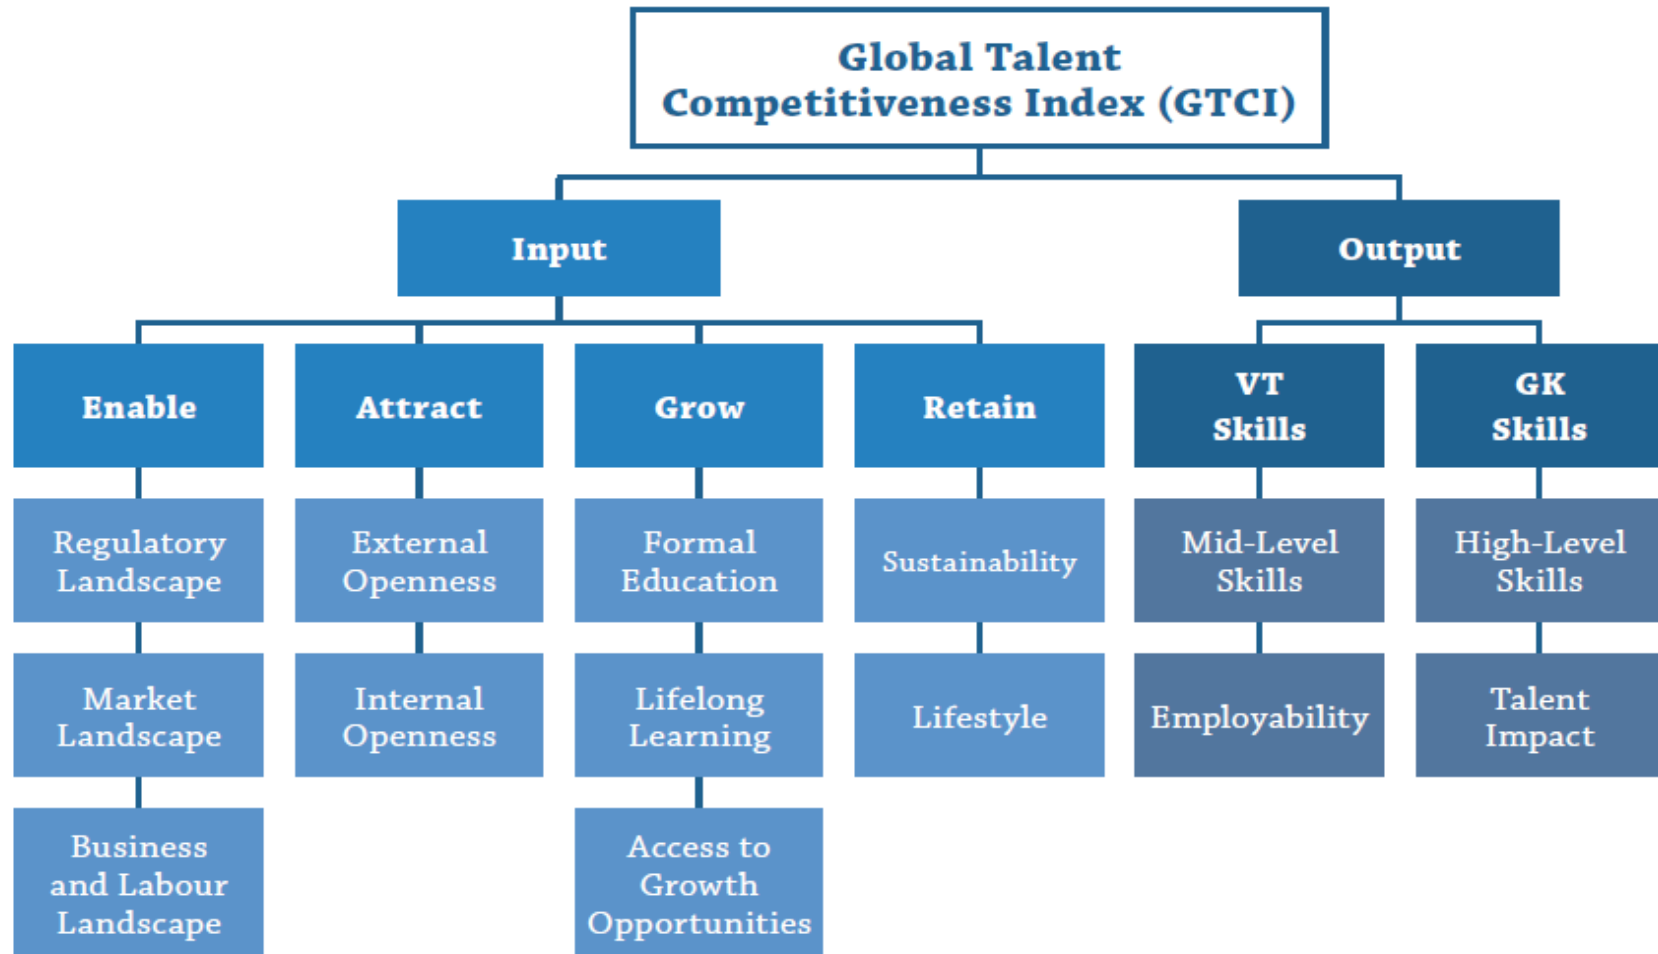 Global Talent
Competitiveness Index (GTCI)
Input
Output
Enable
Attract
Grow
Retain
VT
Skills
GK
Skills
Regulatory
Landscape
External
Openness
Formal
Education
Sustainability
Mid-Level
Skills
High-Level
Skills
Market
Landscape
Internal
Openness
Lifelong
Learning
Lifestyle
Employability
Talent
Impact
Business
and Labour
Landscape
Access to
Growth
Opportunities